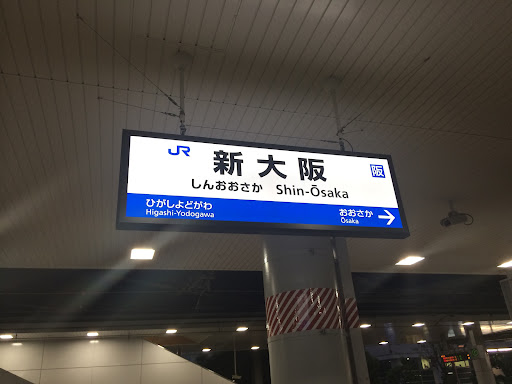 JR 新大阪 阪
しんおおさか Shin-Ōsaka
ひがしよどがわ おおさか →
Higashi-Yodogawa Ōsaka